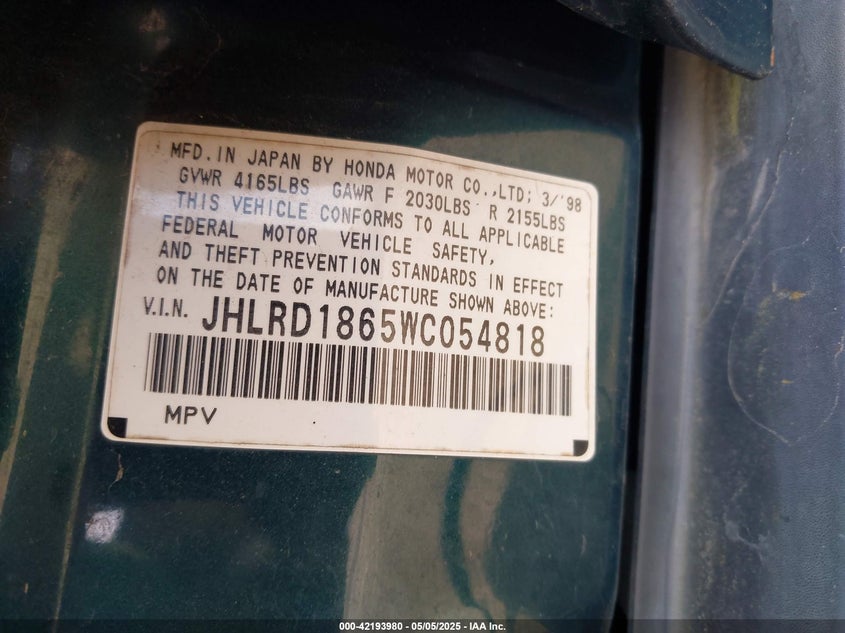 MFD. IN JAPAN BY HONDA MOTOR CO.,LTD; 3/'98
GVWR 4165LBS GAWR F 2030LBS R 2155LBS
THIS VEHICLE CONFORMS TO ALL APPLICABLE
FEDERAL MOTOR VEHICLE SAFETY,
AND THEFT PREVENTION STANDARDS IN EFFECT
ON THE DATE OF MANUFACTURE SHOWN ABOVE:
V.I.N. JHLRD1865WC054818
MPV
000-42193980 - 05/05/2025 - IAA Inc.